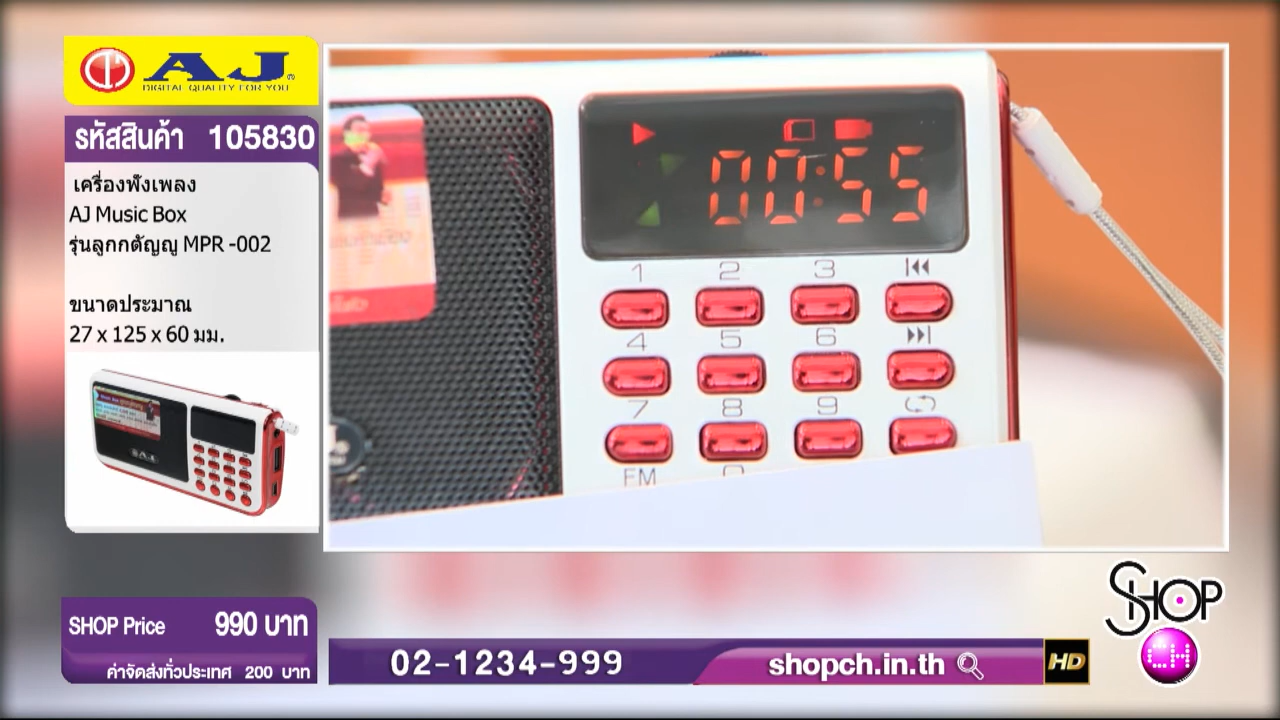 AJ®
DIGITAL QUALITY FOR YOU
รหัสสินค้า 105830
เครื่องฟังเพลง
AJ Music Box
รุ่นลูกกตัญญู MPR -002
ขนาดประมาณ
27 x 125 x 60 มม.
AJ
SHOP Price 990 บาท
ค่าจัดส่งทั่วประเทศ 200 บาท
00:55
1 2 3
4 5 6
7 8 9
FM 0
02-1234-999
shopch.in.th
HD
SHOP
CH